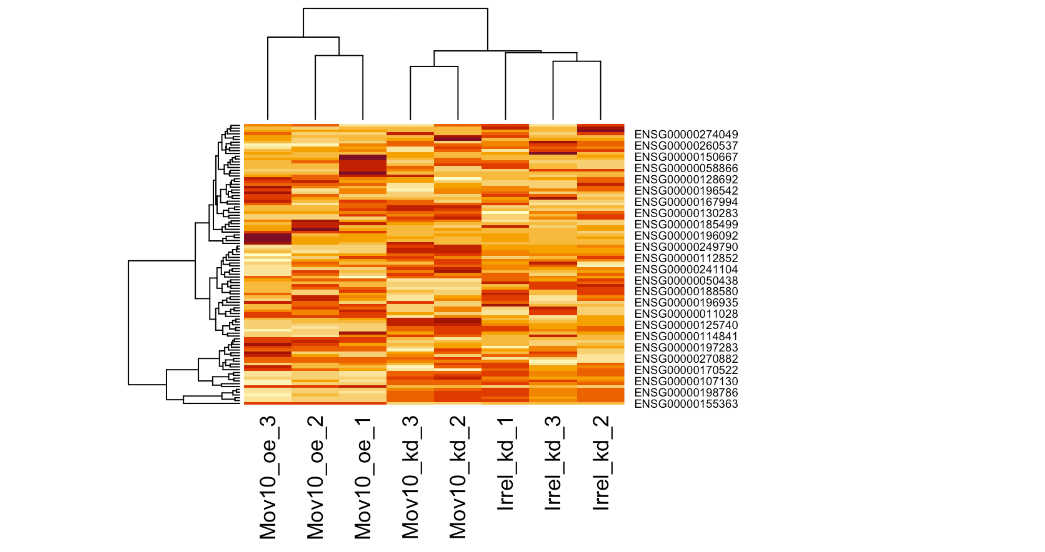 ENSG00000274049
ENSG00000260537
ENSG00000150667
ENSG00000058866
ENSG00000128692
ENSG00000196542
ENSG00000167994
ENSG00000130283
ENSG00000185499
ENSG00000196092
ENSG00000249790
ENSG00000112852
ENSG00000241104
ENSG00000050438
ENSG00000188580
ENSG00000196935
ENSG00000011028
ENSG00000125740
ENSG00000114841
ENSG00000197283
ENSG00000270882
ENSG00000170522
ENSG00000107130
ENSG00000198786
ENSG00000155363
Mov10_oe_3
Mov10_oe_2
Mov10_oe_1
Mov10_kd_3
Mov10_kd_2
Irrel_kd_1
Irrel_kd_3
Irrel_kd_2